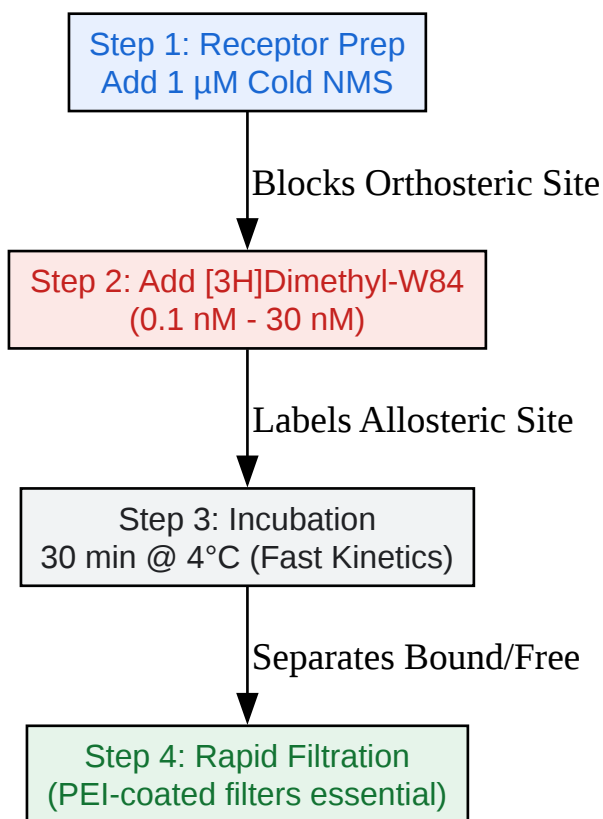 Step 1: Receptor Prep
Add 1 µM Cold NMS
Blocks Orthosteric Site
Step 2: Add [3H]Dimethyl-W84
(0.1 nM - 30 nM)
Labels Allosteric Site
Step 3: Incubation
30 min @ 4°C (Fast Kinetics)
Separates Bound/Free
Step 4: Rapid Filtration
(PEI-coated filters essential)